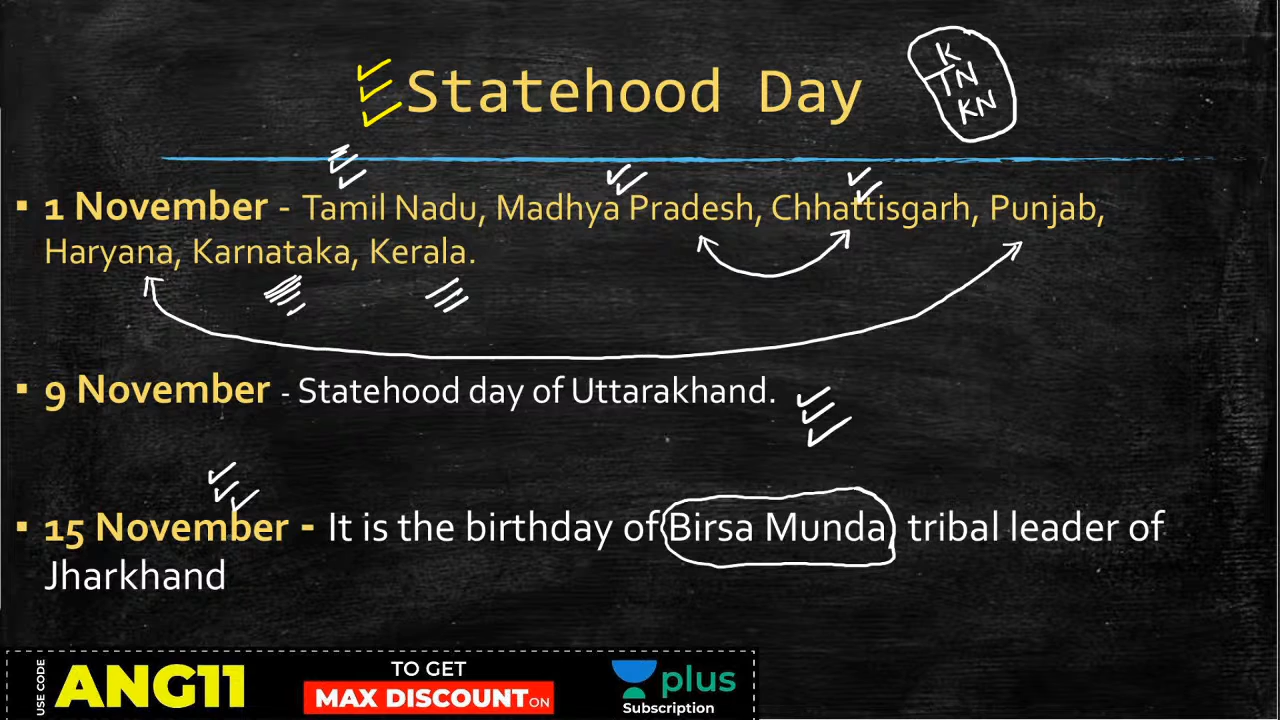 Statehood Day
K
TN
KN
▪ 1 November - Tamil Nadu, Madhya Pradesh, Chhattisgarh, Punjab,
Haryana, Karnataka, Kerala.
▪ 9 November - Statehood day of Uttarakhand.
▪ 15 November - It is the birthday of Birsa Munda, tribal leader of
Jharkhand
USE CODE
ANG11
TO GET
MAX DISCOUNT ON
plus
Subscription